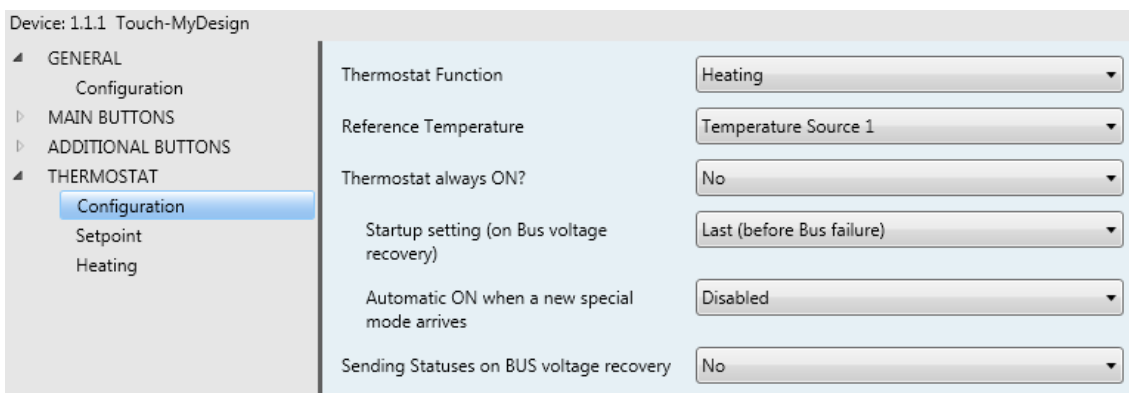 Device: 1.1.1 Touch-MyDesign
GENERAL
Configuration
MAIN BUTTONS
ADDITIONAL BUTTONS
THERMOSTAT
Configuration
Setpoint
Heating
Thermostat Function
Heating
Reference Temperature
Temperature Source 1
Thermostat always ON?
No
Startup setting (on Bus voltage
recovery)
Last (before Bus failure)
Automatic ON when a new special
mode arrives
Disabled
Sending Statuses on BUS voltage recovery
No